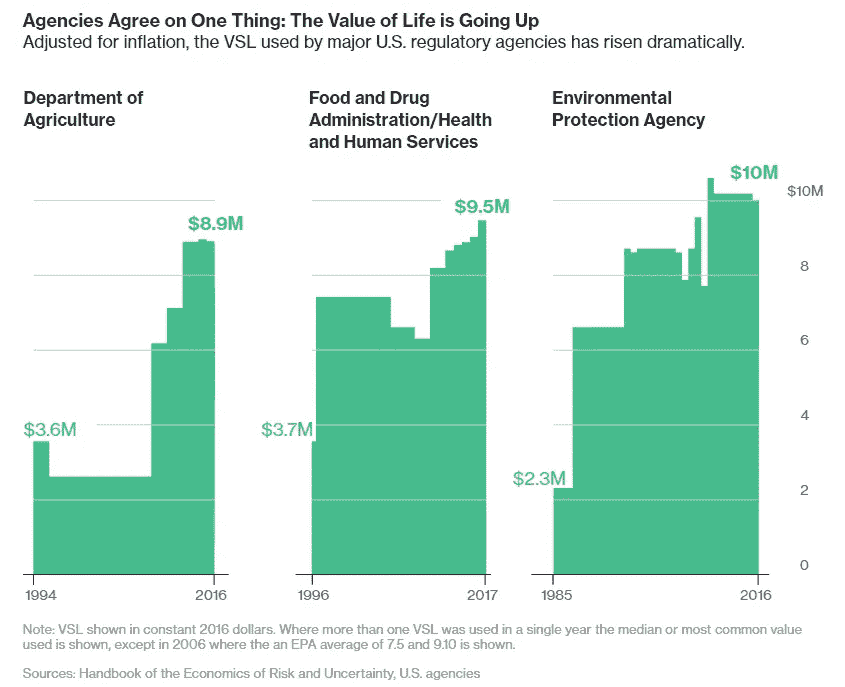 Agencies Agree on One Thing: The Value of Life is Going Up
Adjusted for inflation, the VSL used by major U.S. regulatory agencies has risen dramatically.
Department of
Agriculture
$8.9M
$3.6M
1994
2016
Food and Drug
Administration/Health
and Human Services
$9.5M
$3.7M
1996
2017
Environmental
Protection Agency
$10M
$2.3M
1985
2016
$10M
8
6
4
2
0
Note: VSL shown in constant 2016 dollars. Where more than one VSL was used in a single year the median or most common value
used is shown, except in 2006 where the an EPA average of 7.5 and 9.10 is shown.
Sources: Handbook of the Economics of Risk and Uncertainty, U.S. agencies